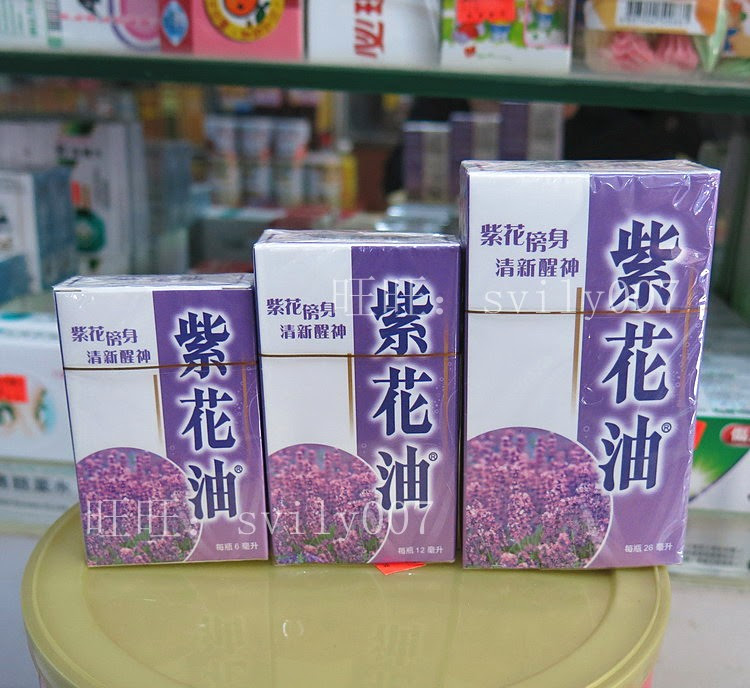 紫花傍身
清新醒神
紫花油®
每瓶 6 毫升
紫花傍身
清新醒神
紫花油®
每瓶 12 毫升
紫花傍身
清新醒神
紫花油®
每瓶 28 毫升
旺旺：svily007
旺旺：svily007